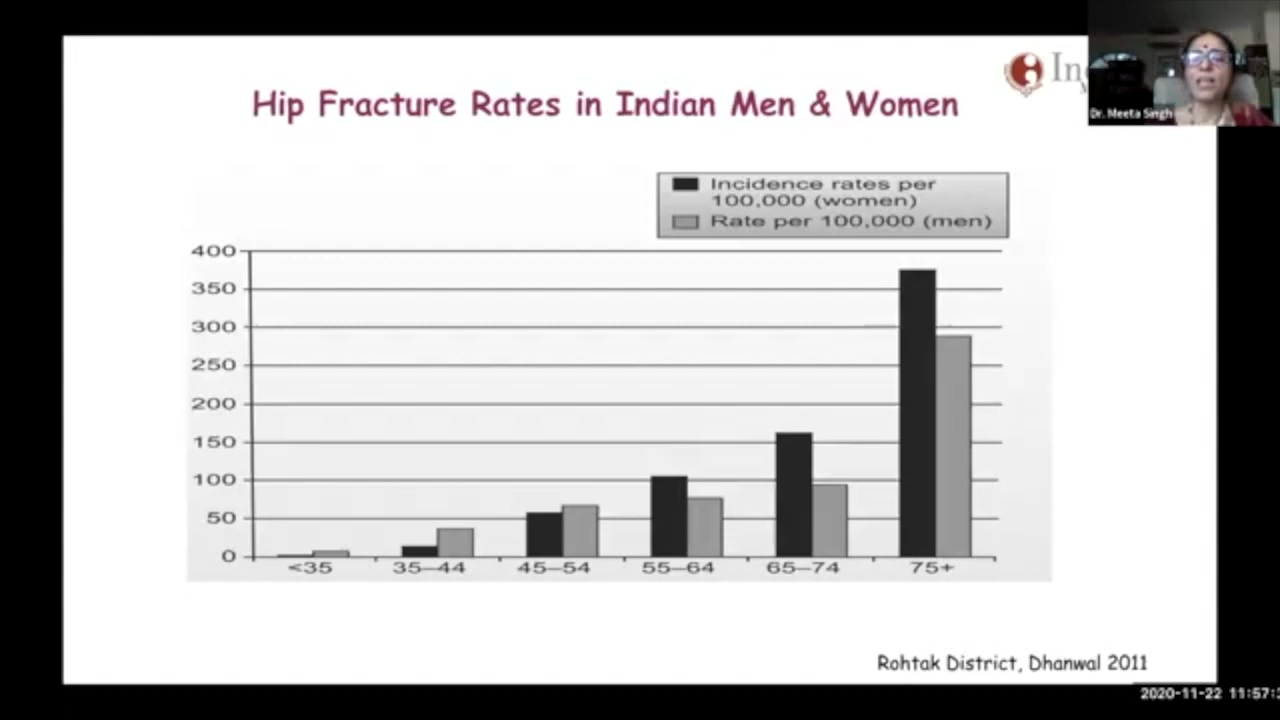 Hip Fracture Rates in Indian Men & Women
Dr. Meeta Singh
Incidence rates per
100,000 (women)
Rate per 100,000 (men)
400
350
300
250
200
150
100
50
0
<35 35–44 45–54 55–64 65–74 75+
Rohtak District, Dhanwal 2011
2020-11-22 11:57: